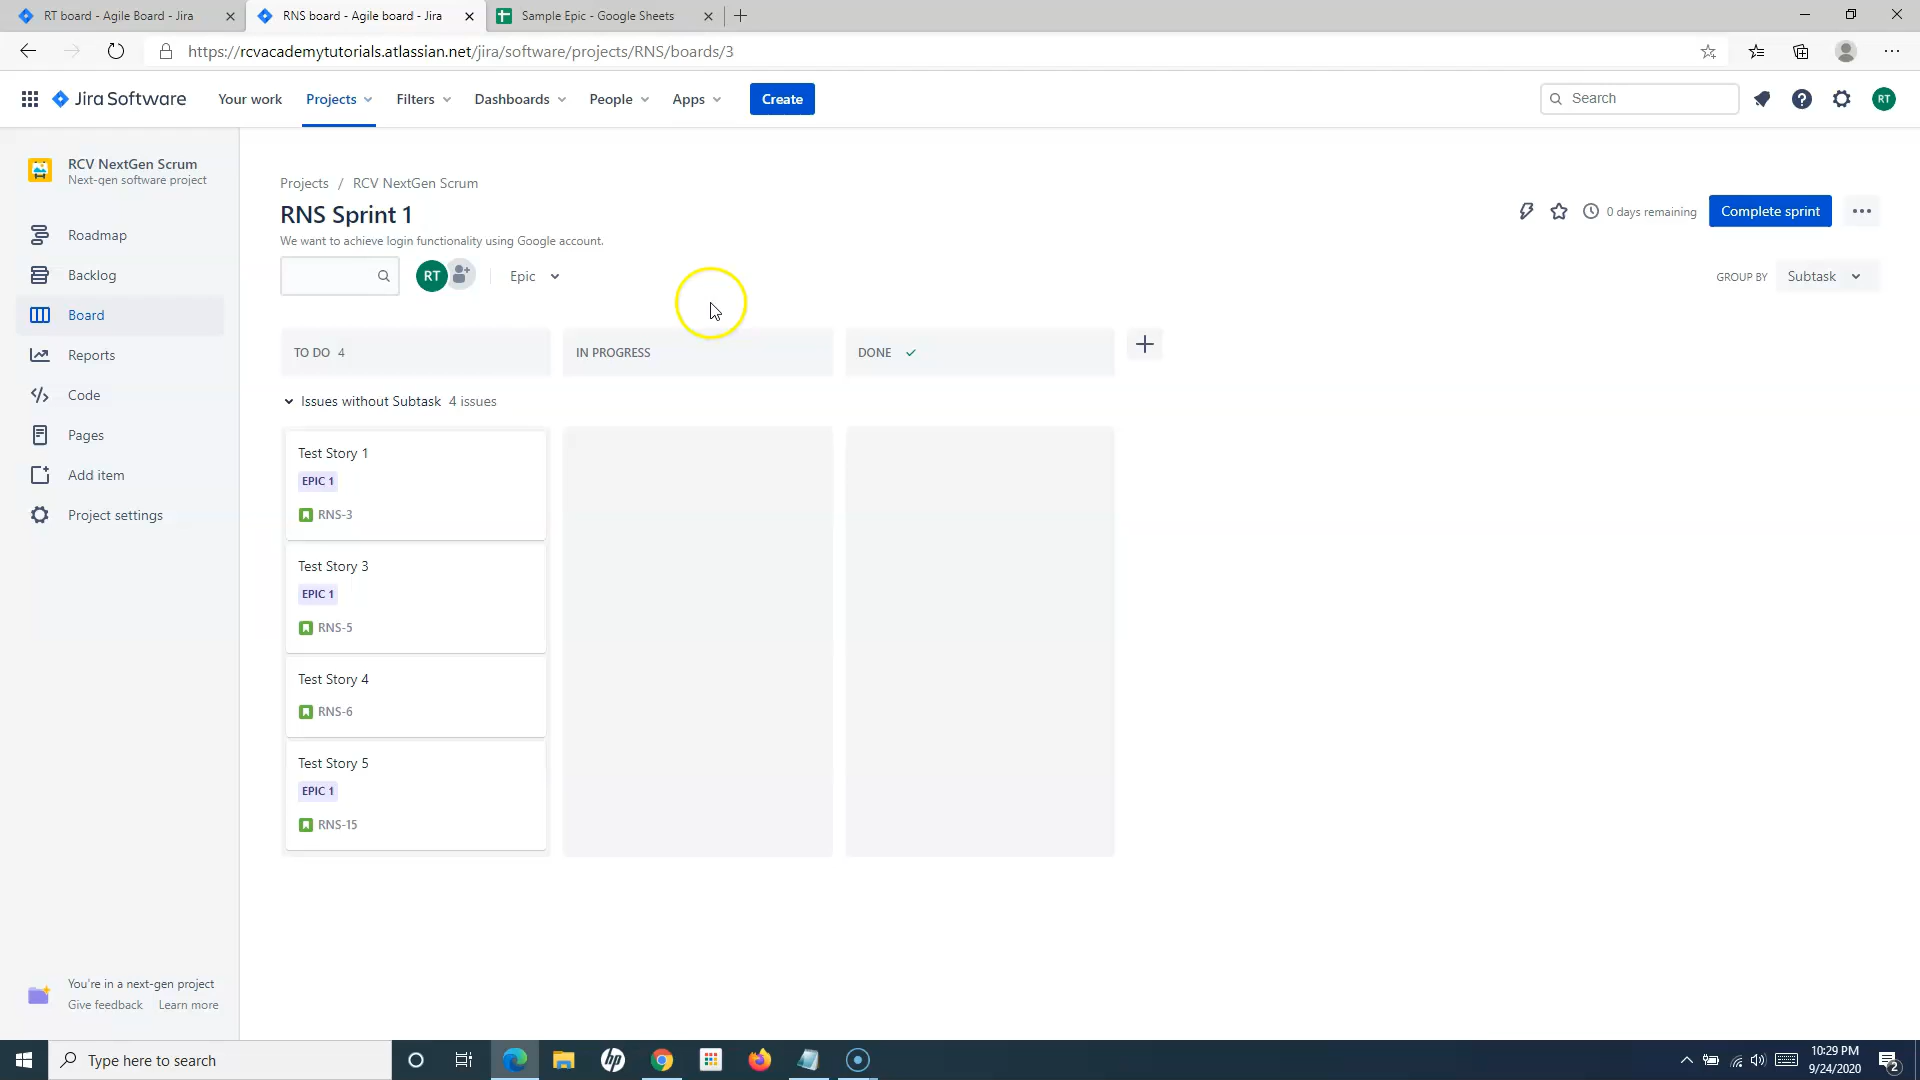 RT board - Agile Board - Jira
RNS board - Agile board - Jira
Sample Epic - Google Sheets
https://rcvacademytutorials.atlassian.net/jira/software/projects/RNS/boards/3
Jira Software
Your work
Projects
Filters
Dashboards
People
Apps
Create
Search
RT
RCV NextGen Scrum
Next-gen software project
Roadmap
Backlog
Board
Reports
Code
Pages
Add item
Project settings
You're in a next-gen project
Give feedback Learn more
Projects / RCV NextGen Scrum
RNS Sprint 1
We want to achieve login functionality using Google account.
0 days remaining
Complete sprint
RT
Epic
GROUP BY
Subtask
TO DO 4
IN PROGRESS
DONE
Issues without Subtask 4 issues
Test Story 1
EPIC 1
RNS-3
Test Story 3
EPIC 1
RNS-5
Test Story 4
RNS-6
Test Story 5
EPIC 1
RNS-15
Type here to search
hp
10:29 PM
9/24/2020
2